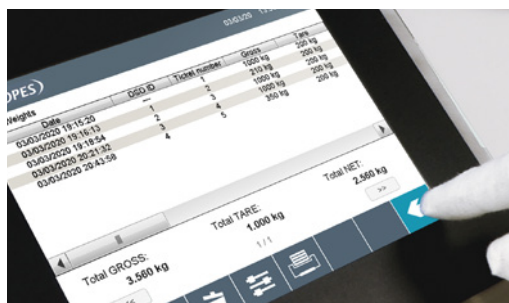 OPES)
Weights
Date DSD ID Ticket number Gross Tare
03/03/2020 19:15:20 --- 1 1000 kg 200 kg
03/03/2020 19:16:13 1 2 210 kg 200 kg
03/03/2020 19:18:54 2 3 1000 kg 200 kg
03/03/2020 20:21:32 3 4 1000 kg 200 kg
03/03/2020 20:43:58 4 5 350 kg 200 kg
Total GROSS: Total TARE: Total NET:
3.560 kg 1.000 kg 2.560 kg
1/1 >>